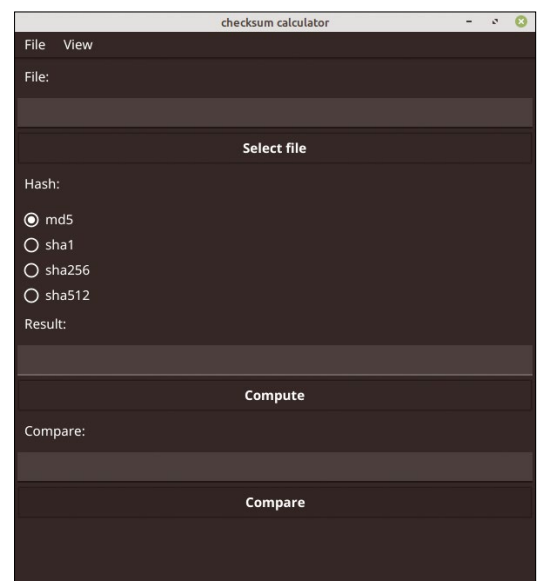 checksum calculator
File View
File:
Select file
Hash:
md5
sha1
sha256
sha512
Result:
Compute
Compare:
Compare